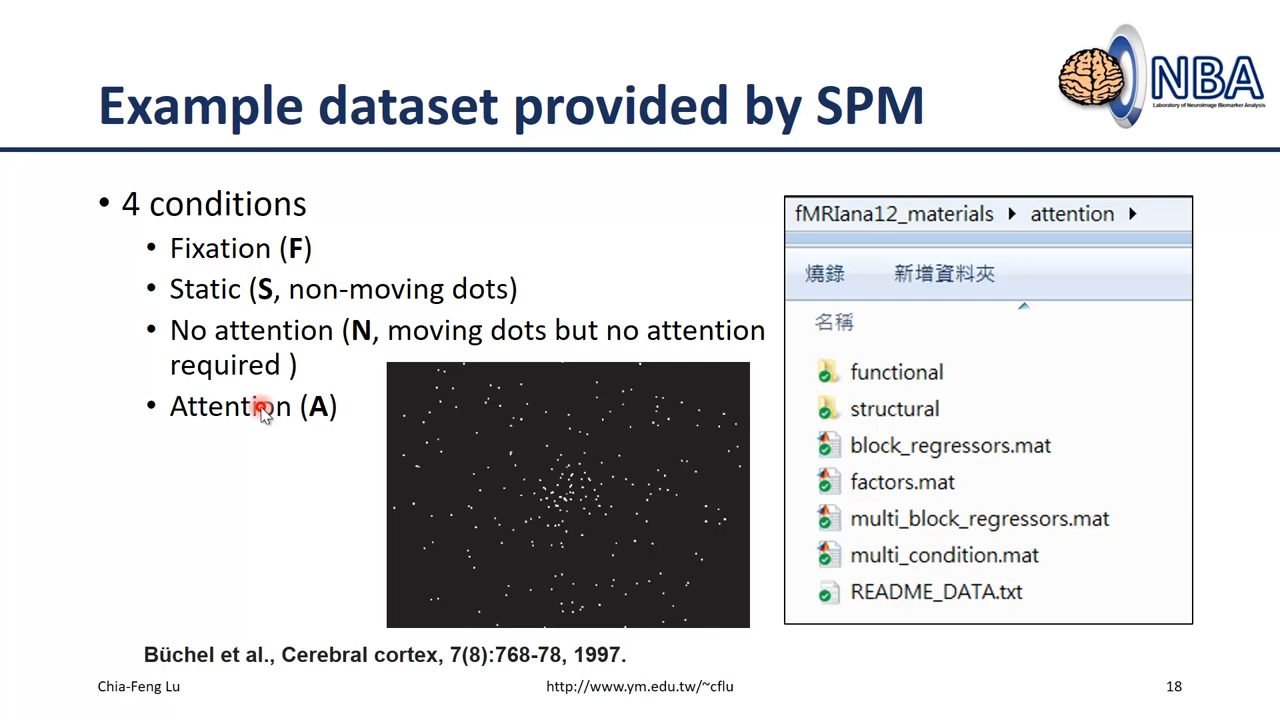 Example dataset provided by SPM
NBA
Laboratory of Neuroimage Biomarker Analysis
• 4 conditions
• Fixation (F)
• Static (S, non-moving dots)
• No attention (N, moving dots but no attention
required )
• Attention (A)
fMRIana12_materials ▶ attention ▶
燒錄 新增資料夾
名稱
functional
structural
block_regressors.mat
factors.mat
multi_block_regressors.mat
multi_condition.mat
README_DATA.txt
Büchel et al., Cerebral cortex, 7(8):768-78, 1997.
Chia-Feng Lu
http://www.ym.edu.tw/~cflu
18